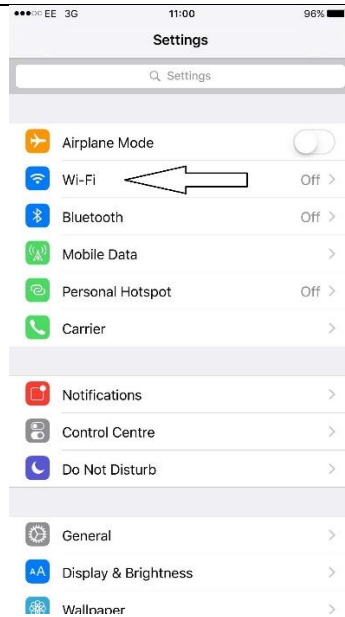 EE 3G 11:00 96%
Settings
Settings
Airplane Mode
Wi-Fi Off
Bluetooth Off
Mobile Data
Personal Hotspot Off
Carrier
Notifications
Control Centre
Do Not Disturb
General
AA Display & Brightness
Wallpaper